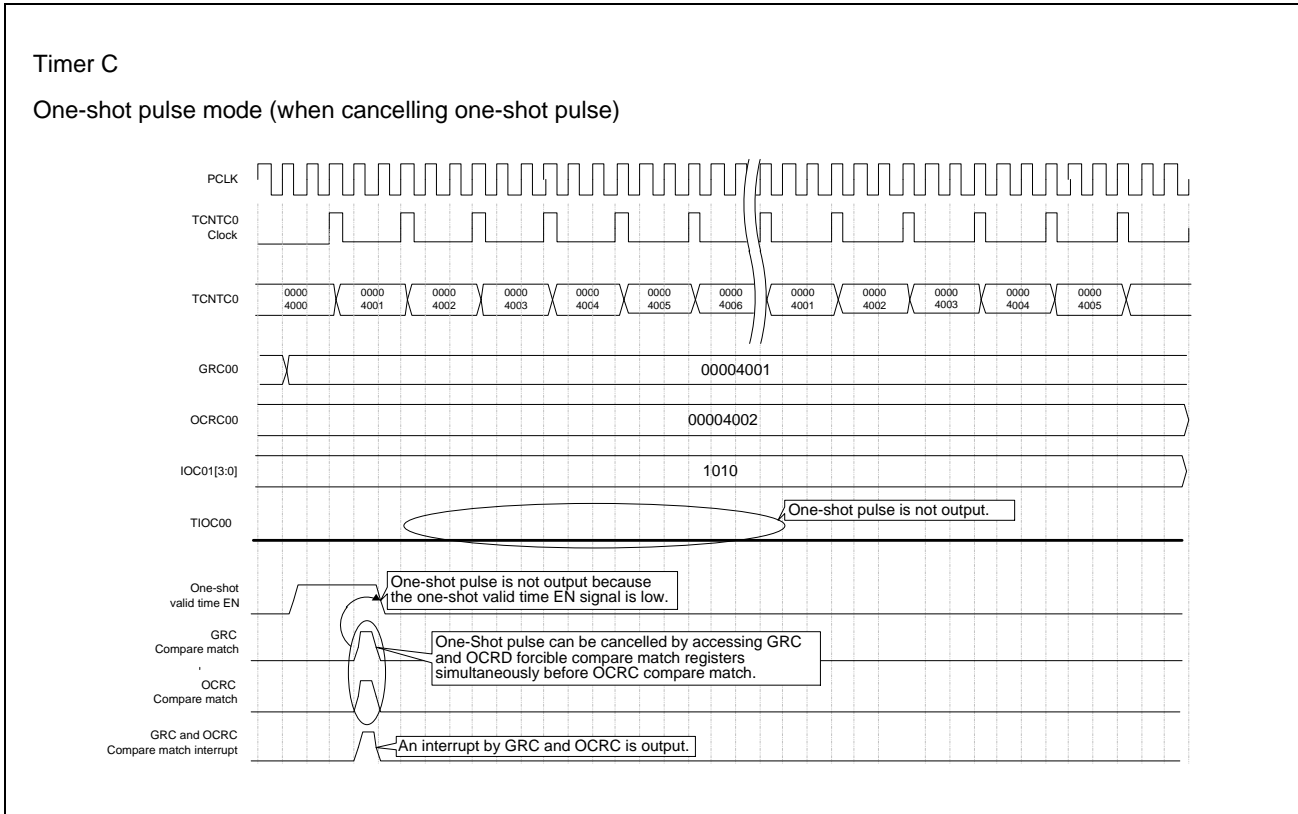 Timer C
One-shot pulse mode (when cancelling one-shot pulse)
PCLK
TCNTC0
Clock
TCNTC0
0000 0000 0000 0000 0000 0000 0000 0000 0000 0000 0000 0000
4000 4001 4002 4003 4004 4005 4006 4001 4002 4003 4004 4005
GRC00
00004001
OCRC00
00004002
IOC01[3:0]
1010
TIOC00
One-shot pulse is not output.
One-shot
valid time EN
One-shot pulse is not output because
the one-shot valid time EN signal is low.
GRC
Compare match
One-Shot pulse can be cancelled by accessing GRC
and OCRD forcible compare match registers
simultaneously before OCRC compare match.
,
OCRC
Compare match
GRC and OCRC
Compare match interrupt
An interrupt by GRC and OCRC is output.